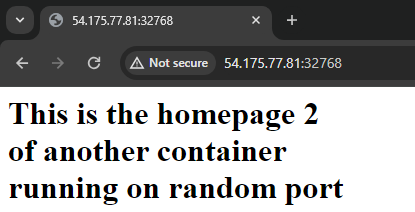 54.175.77.81:32768
Not secure 54.175.77.81:32768
This is the homepage 2
of another container
running on random port